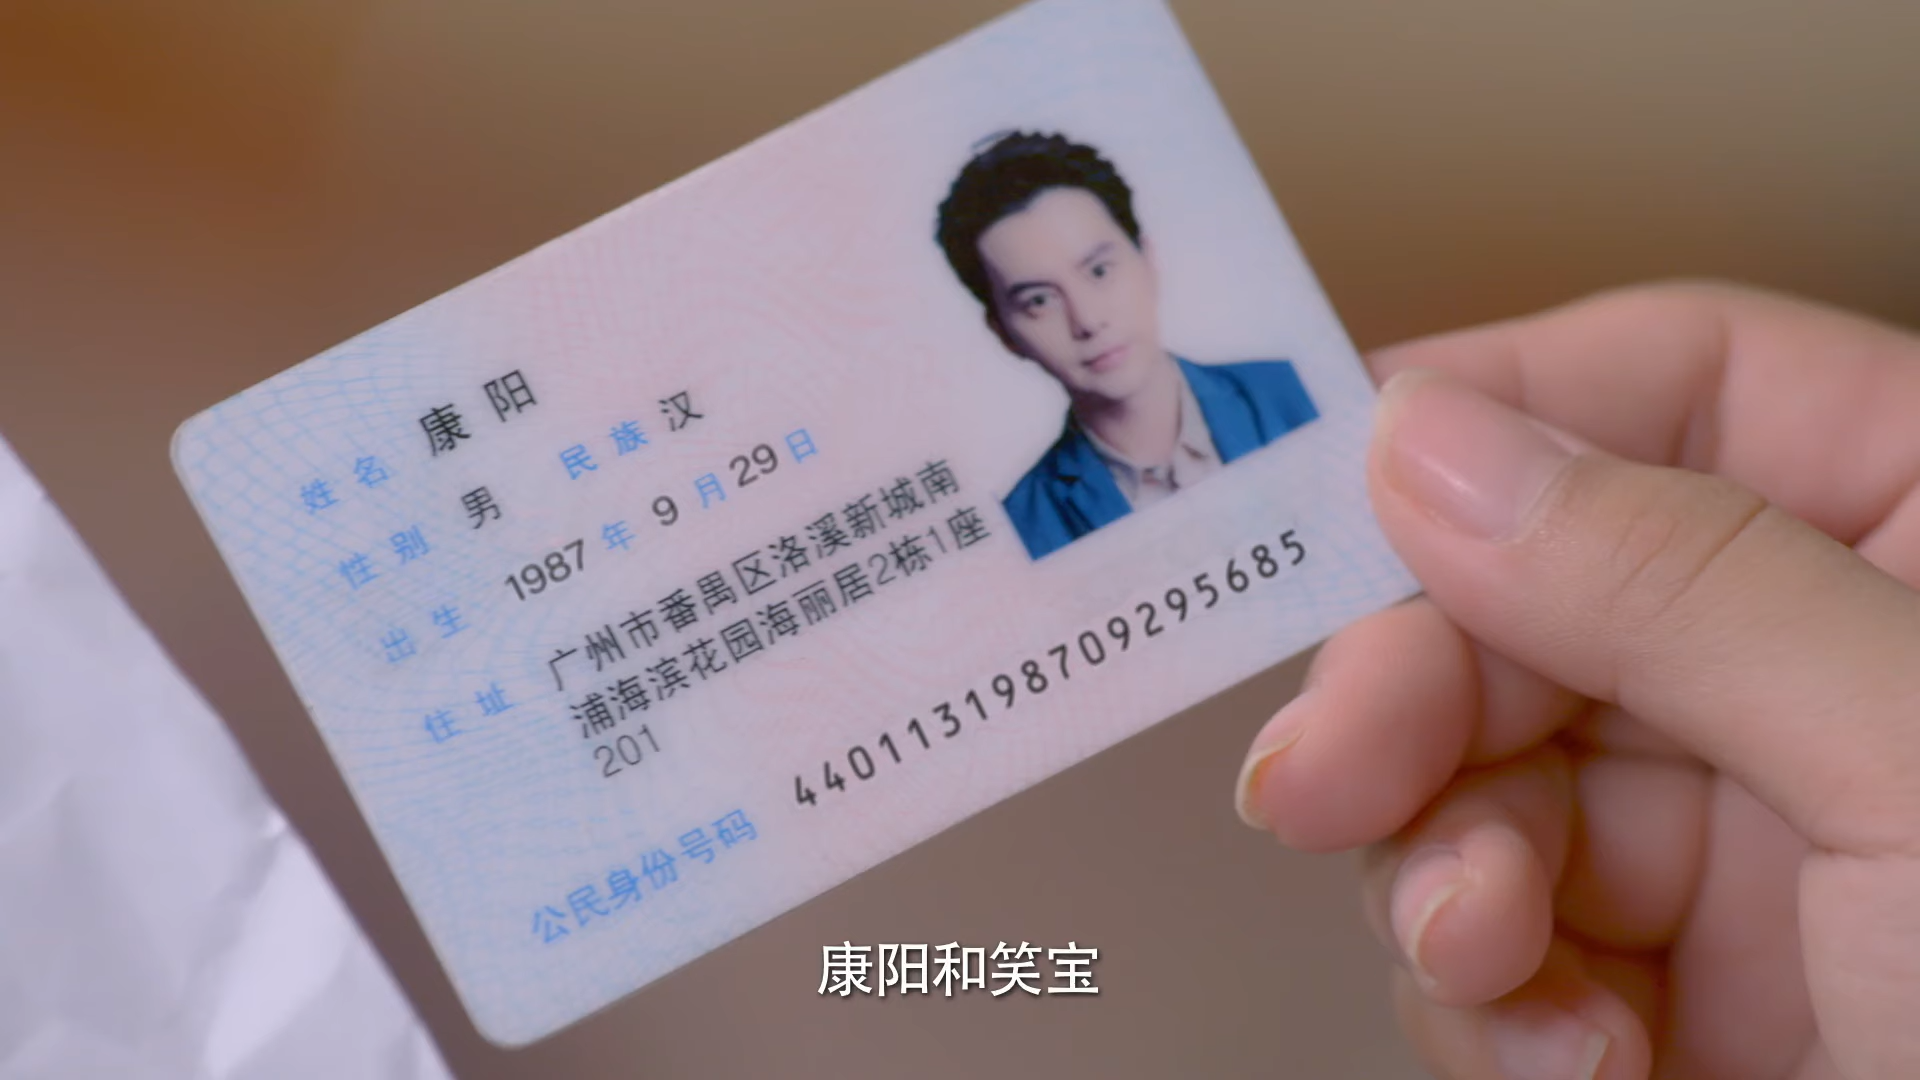 姓名 康阳
性别 男 民族 汉
出生 1987 年 9 月 29 日
住址 广州市番禺区洛溪新城南
浦海滨花园海丽居2栋1座
201
公民身份号码 440113198709295685
康阳和笑宝